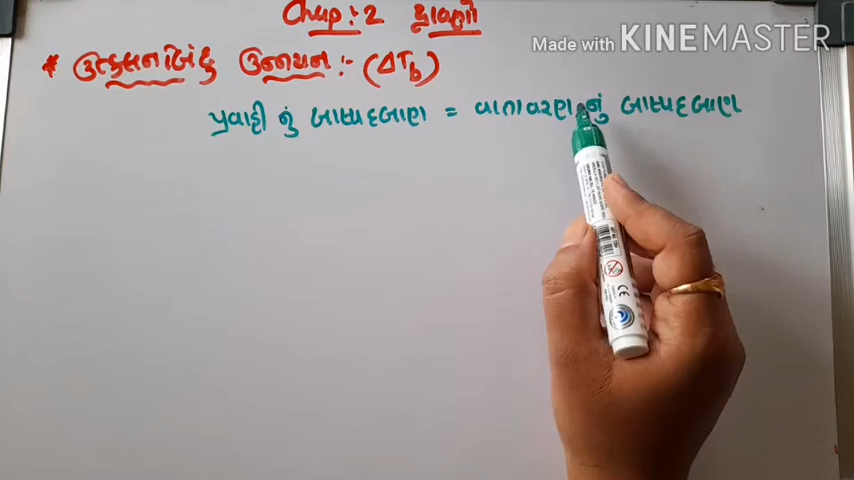 Chap :- 2 દ્રાવણો
Made with KINEMASTER
* ઉત્કલનબિંદુ ઉન્નયન :- (ΔTb)
પ્રવાહી નું બાષ્પદબાણ = વાતાવરણ નું બાષ્પદબાણ